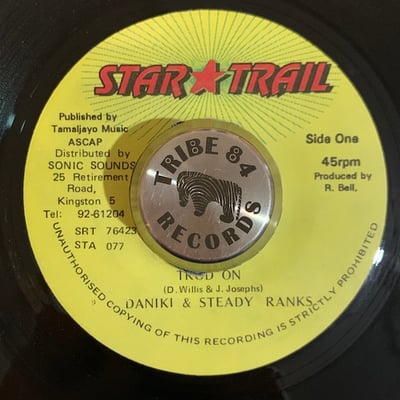 STAR★TRAIL
Published by
Tamaljayo Music
ASCAP
Distributed by
SONIC SOUNDS
25 Retirement
Road,
Kingston 5
Tel: 92-61204
SRT 76423
STA 077
Side One
45rpm
Produced by
R. Bell,
TRIBE 84
RECORDS
TROD ON
(D. Willis & J. Josephs)
DANIKI & STEADY RANKS
UNAUTHORISED COPYING OF THIS RECORDING IS STRICTLY PROHIBITED